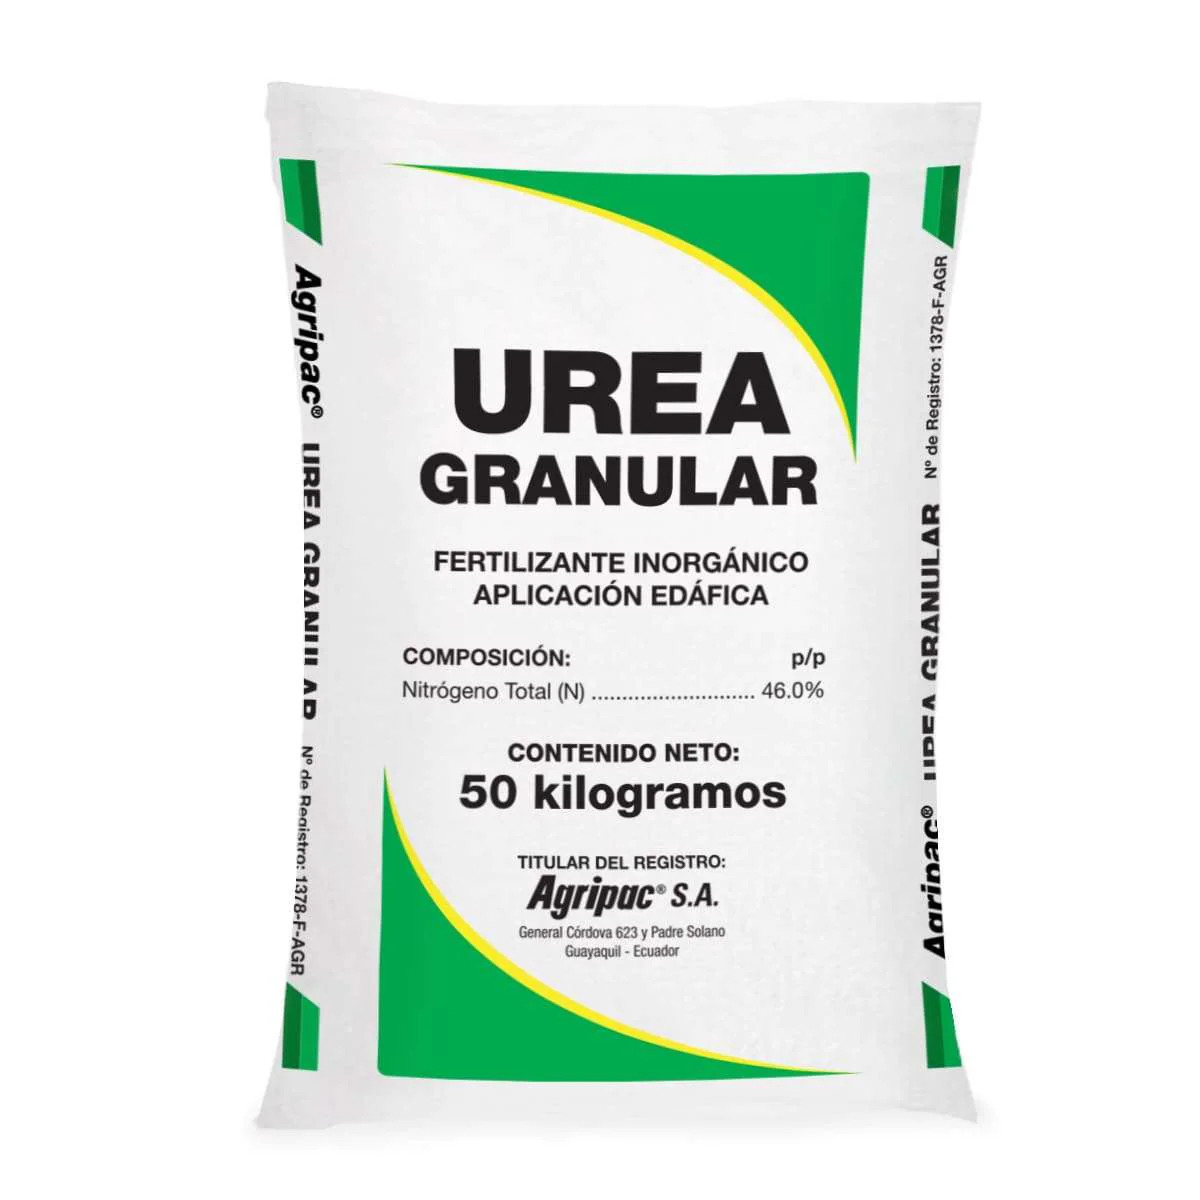 UREA
GRANULAR
FERTILIZANTE INORGÁNICO
APLICACIÓN EDÁFICA
COMPOSICIÓN: p/p
Nitrógeno Total (N) ........................... 46.0%
CONTENIDO NETO:
50 kilogramos
TITULAR DEL REGISTRO:
Agripac® S.A.
General Córdova 623 y Padre Solano
Guayaquil - Ecuador
Agripac® UREA GRANULAR Nº de Registro: 1378-F-AGR
Agripac® UREA GRANULAR Nº de Registro: 1378-F-AGR